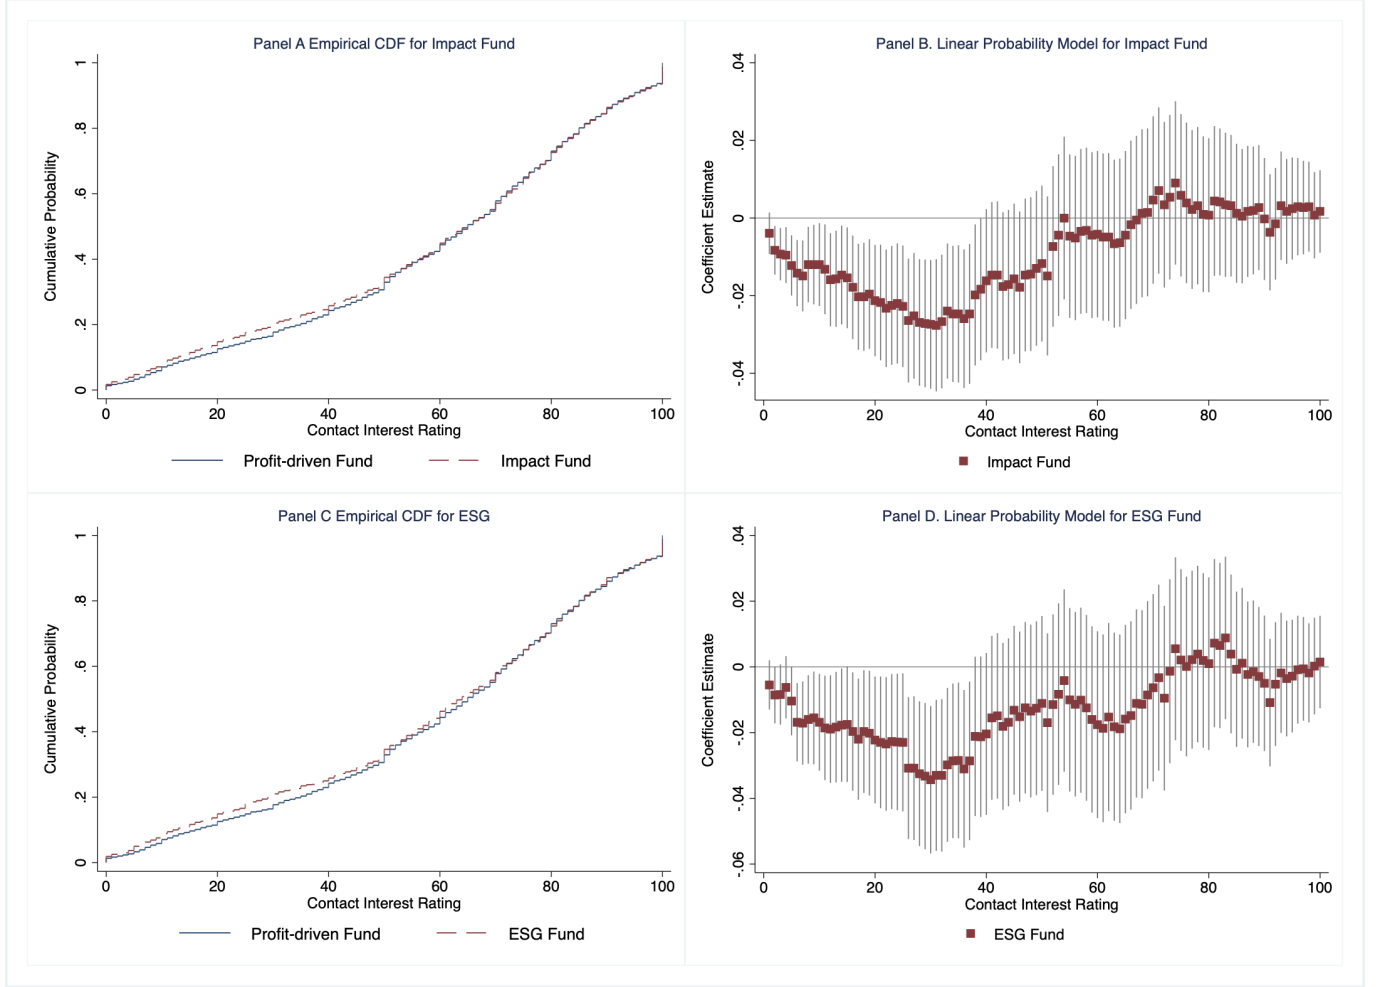 Panel A Empirical CDF for Impact Fund
Cumulative Probability
1
.8
.6
.4
.2
0
0 20 40 60 80 100
Contact Interest Rating
Profit-driven Fund Impact Fund
Panel B. Linear Probability Model for Impact Fund
Coefficient Estimate
.04
.02
0
-.02
-.04
0 20 40 60 80 100
Contact Interest Rating
Impact Fund
Panel C Empirical CDF for ESG
Cumulative Probability
1
.8
.6
.4
.2
0
0 20 40 60 80 100
Contact Interest Rating
Profit-driven Fund ESG Fund
Panel D. Linear Probability Model for ESG Fund
Coefficient Estimate
.04
.02
0
-.02
-.04
-.06
0 20 40 60 80 100
Contact Interest Rating
ESG Fund